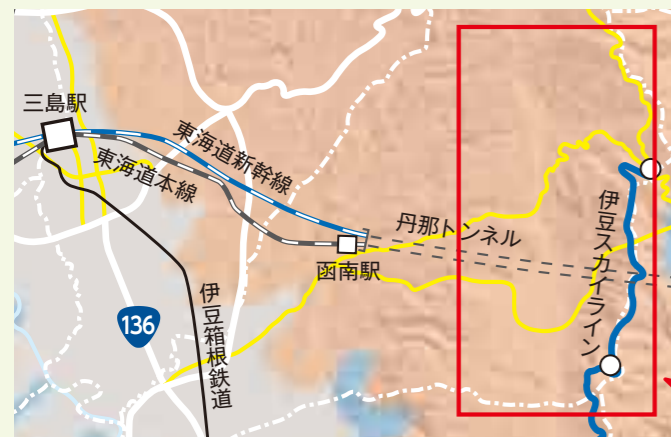 三島駅
東海道新幹線
東海道本線
丹那トンネル
函南駅
伊豆スカイライン
伊豆箱根鉄道
136